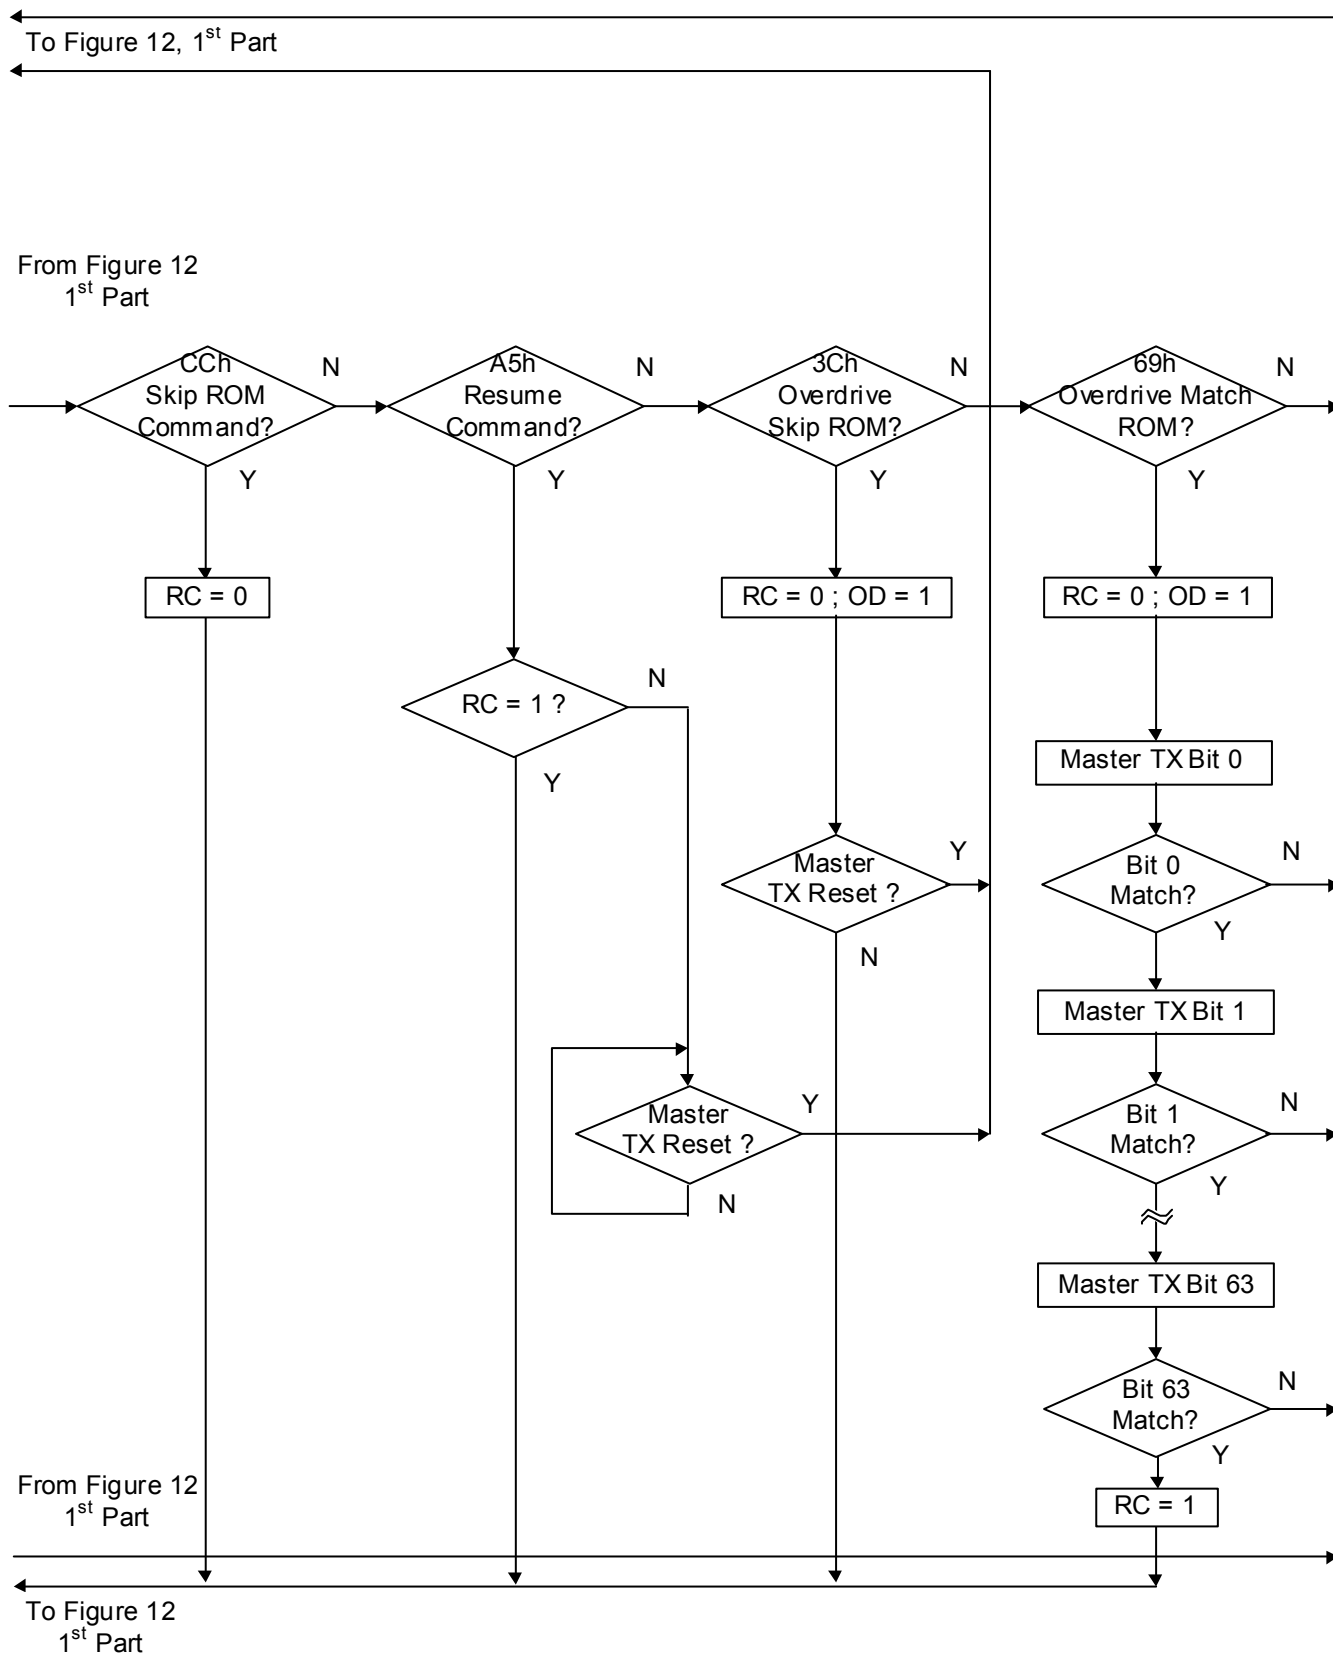 To Figure 12, 1st Part
From Figure 12
1st Part
CCh
Skip ROM
Command?
N
Y
A5h
Resume
Command?
N
Y
3Ch
Overdrive
Skip ROM?
N
Y
69h
Overdrive Match
ROM?
N
Y
RC = 0
RC = 0 ; OD = 1
RC = 0 ; OD = 1
RC = 1 ?
N
Y
Master TX Bit 0
Master
TX Reset ?
Y
N
Bit 0
Match?
N
Y
Master TX Bit 1
Master
TX Reset ?
Y
N
Bit 1
Match?
N
Y
Master TX Bit 63
Bit 63
Match?
N
Y
RC = 1
From Figure 12
1st Part
To Figure 12
1st Part